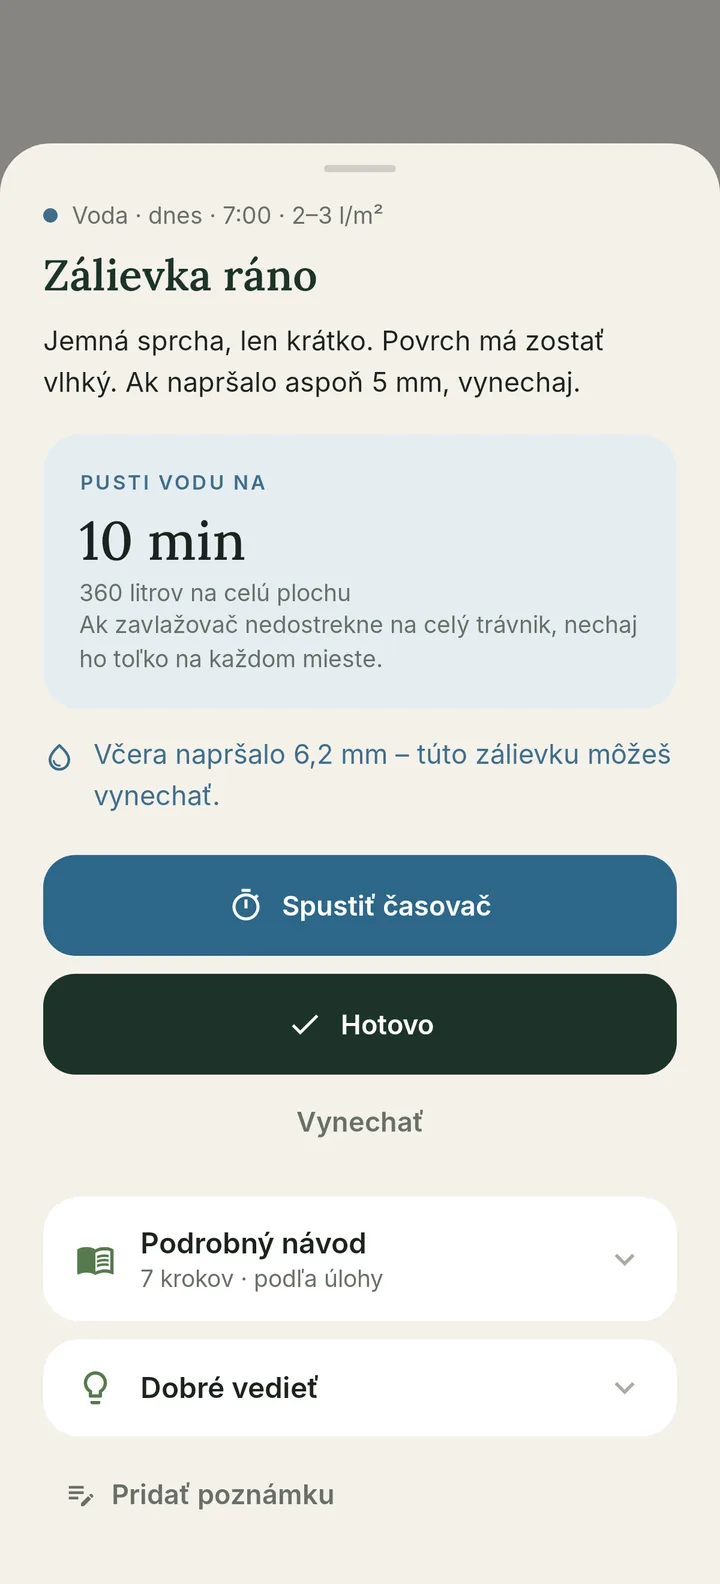 Voda · dnes · 7:00 · 2–3 l/m²
Zálievka ráno
Jemná sprcha, len krátko. Povrch má zostať
vlhký. Ak napršalo aspoň 5 mm, vynechaj.
PUSTI VODU NA
10 min
360 litrov na celú plochu
Ak zavlažovač nedostrekne na celý trávnik, nechaj
ho toľko na každom mieste.
Včera napršalo 6,2 mm – túto zálievku môžeš
vynechať.
Spustiť časovač
Hotovo
Vynechať
Podrobný návod
7 krokov · podľa úlohy
Dobré vedieť
Pridať poznámku